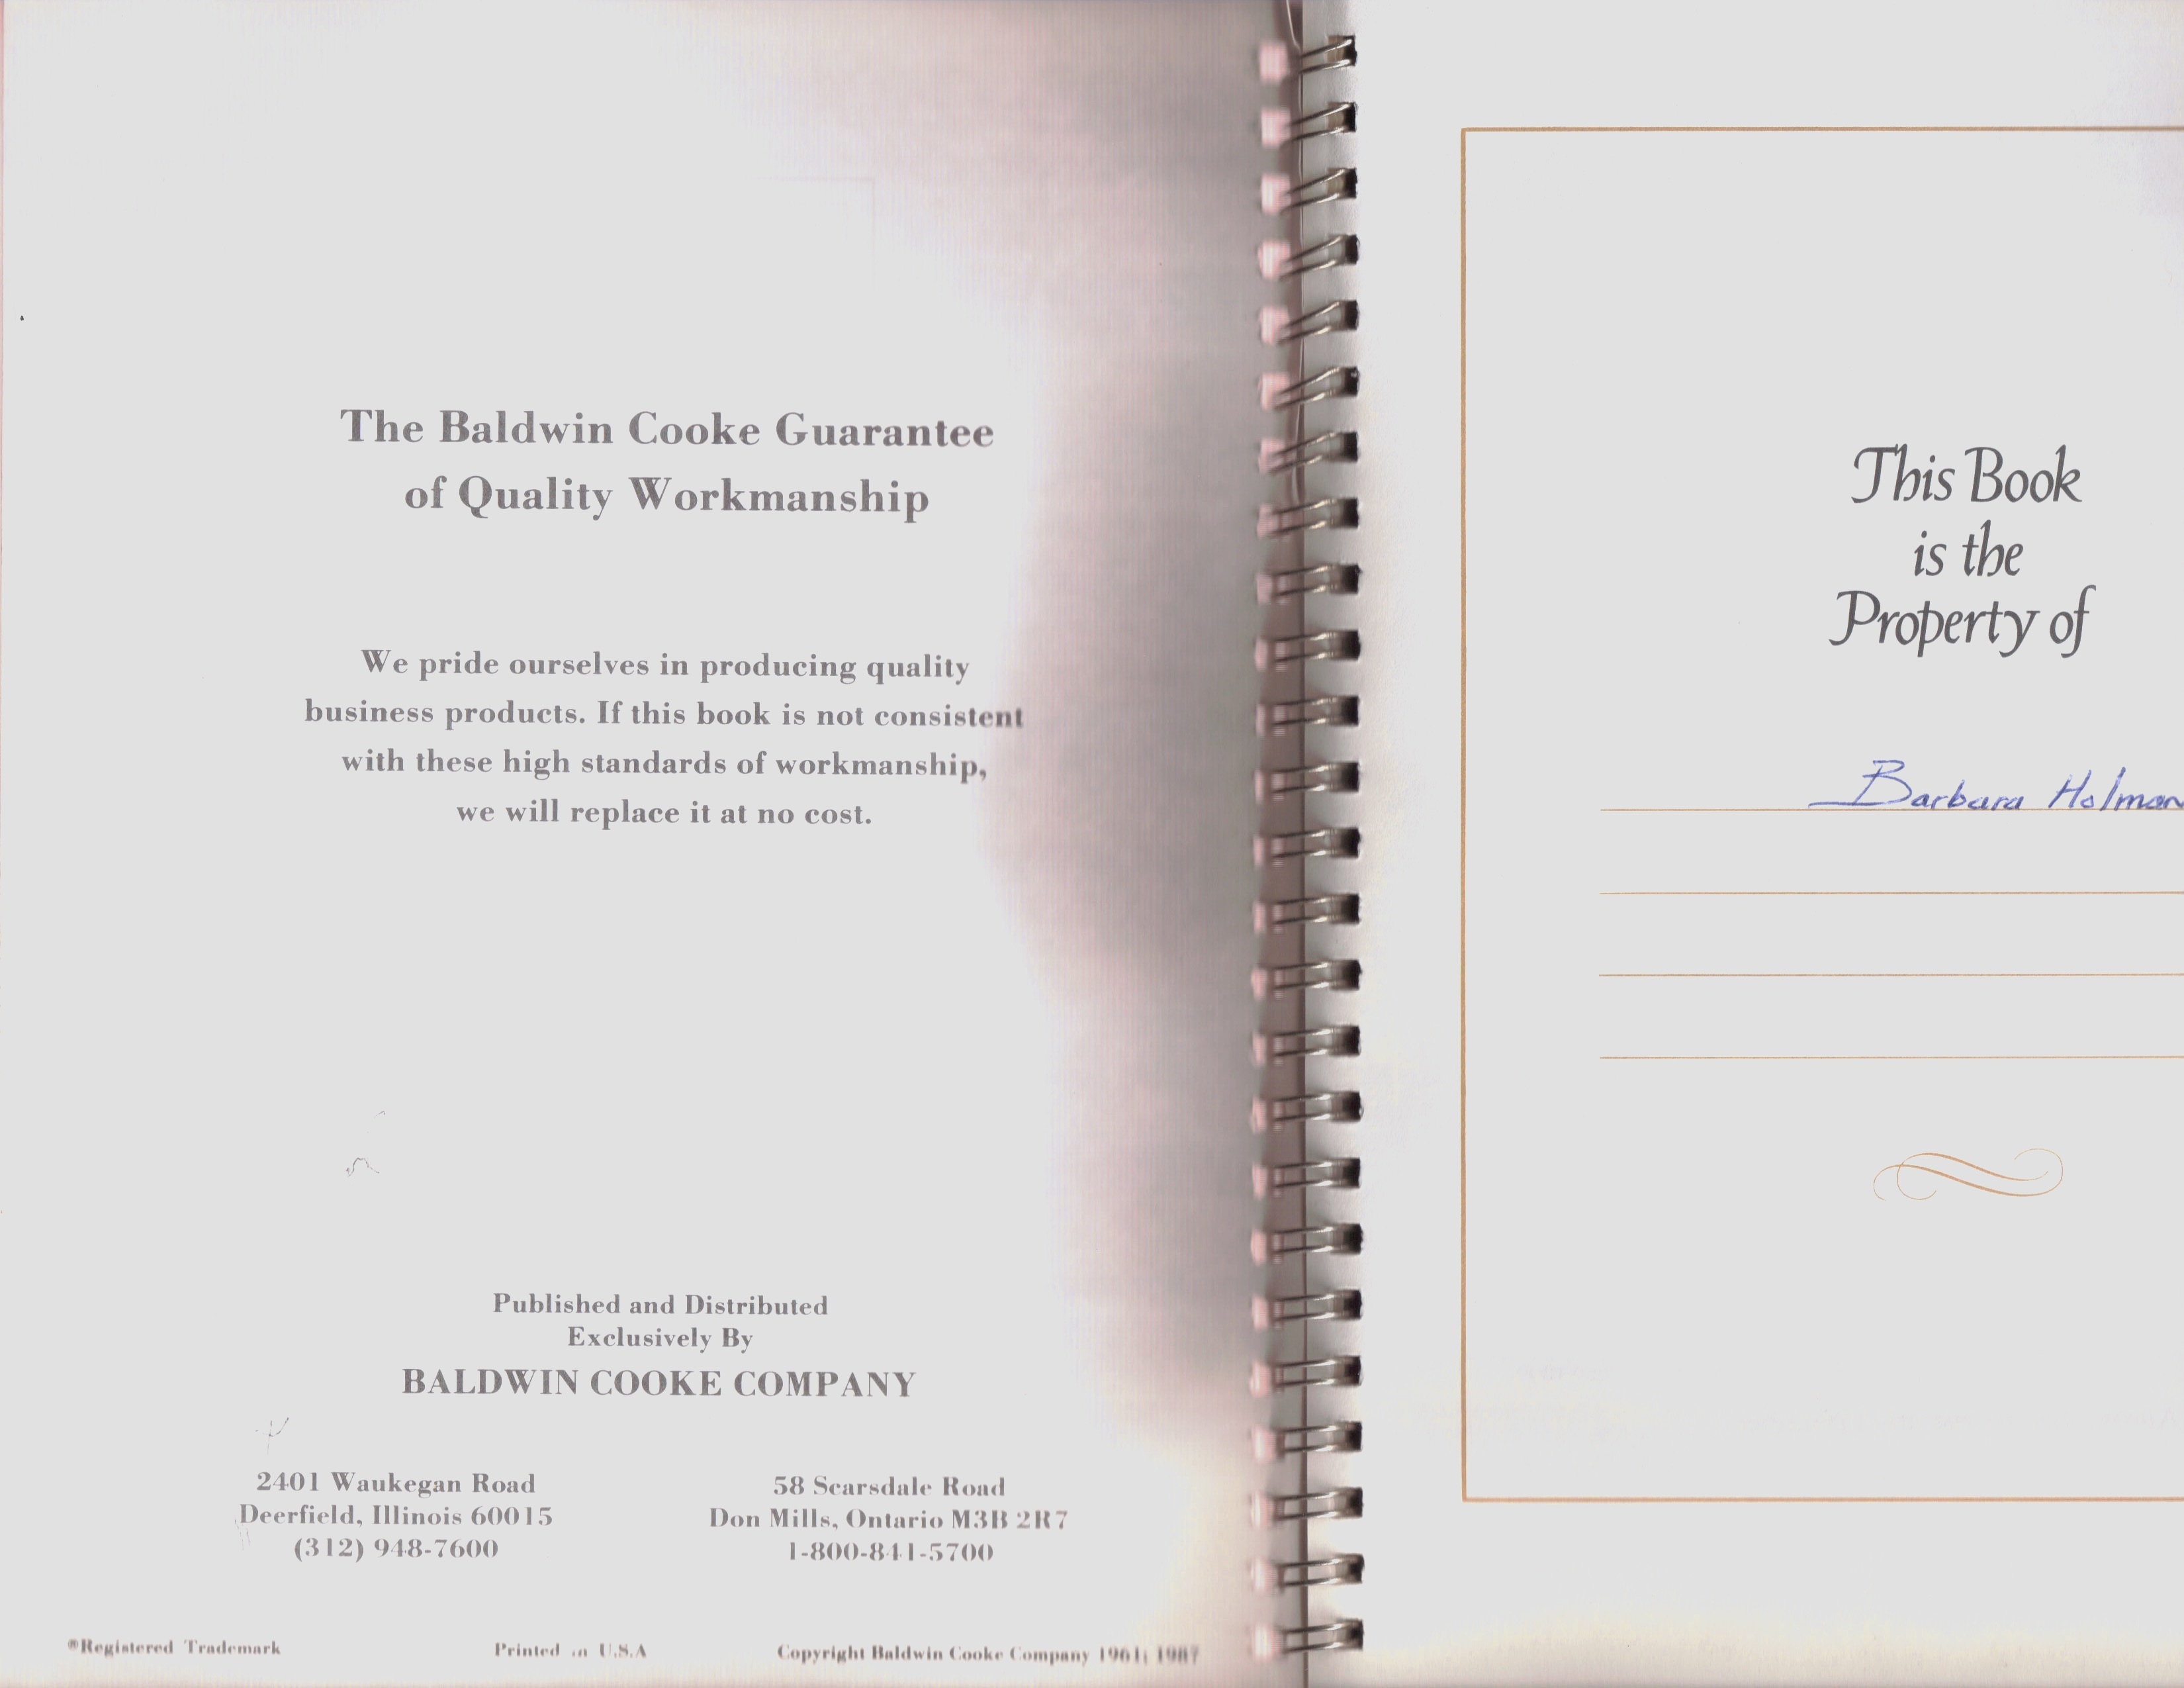 The Baldwin Cooke Guarantee
of Quality Workmanship
We pride ourselves in producing quality
business products. If this book is not consistent
with these high standards of workmanship,
we will replace it at no cost.
Published and Distributed
Exclusively By
BALDWIN COOKE COMPANY
2401 Waukegan Road
Deerfield, Illinois 60015
(312) 948-7600
58 Scarsdale Road
Don Mills, Ontario M3B 2R7
1-800-841-5700
®Registered Trademark
Printed in U.S.A
Copyright Baldwin Cooke Company 1961; 1987
This Book
is the
Property of
Barbara Holman